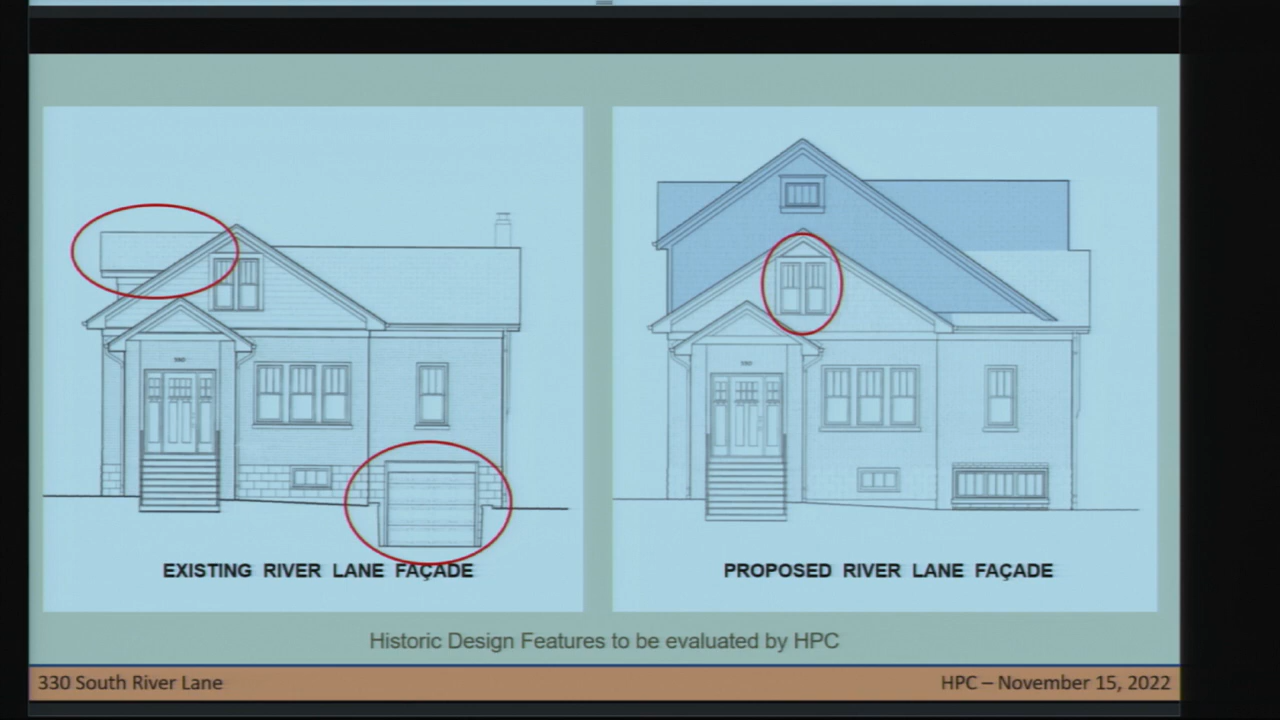 EXISTING RIVER LANE FAÇADE
PROPOSED RIVER LANE FAÇADE
Historic Design Features to be evaluated by HPC
330 South River Lane
HPC – November 15, 2022